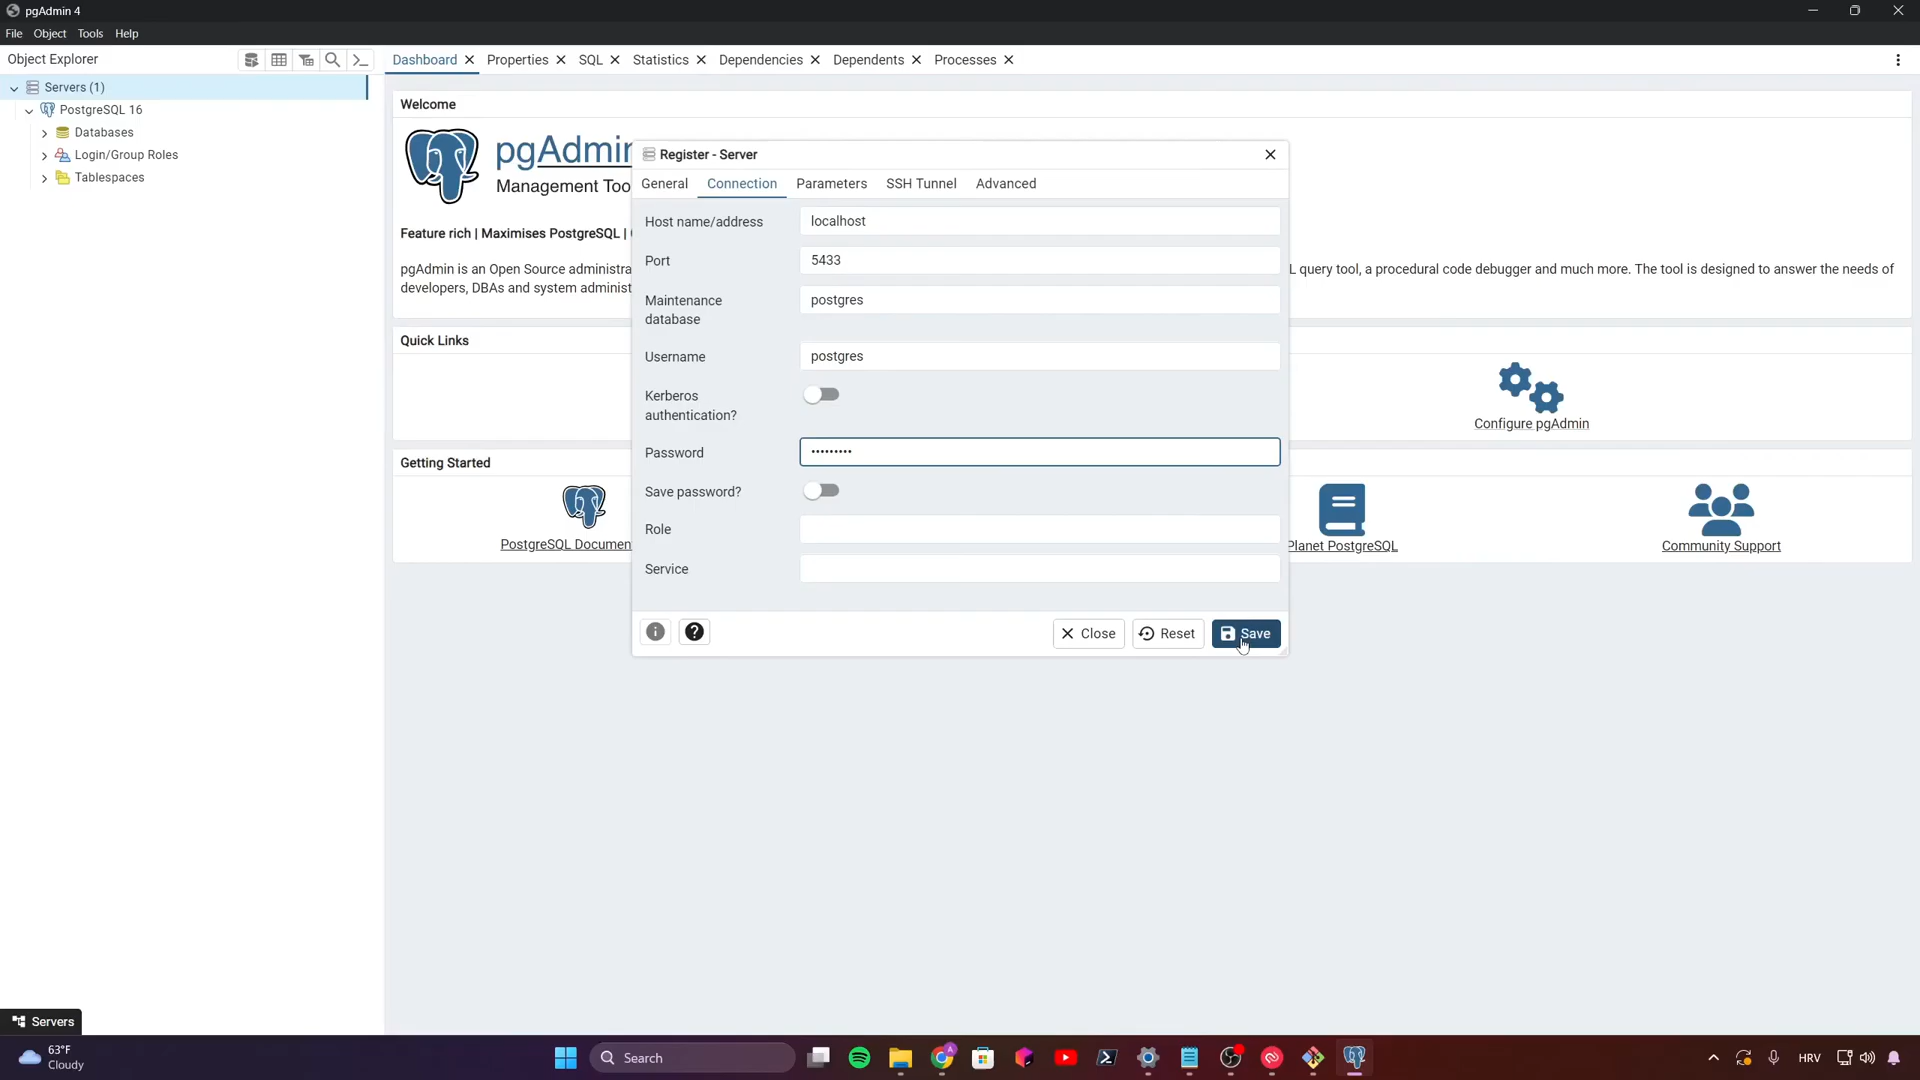 pgAdmin 4
File Object Tools Help
Object Explorer
Dashboard Properties SQL Statistics Dependencies Dependents Processes
Servers (1)
PostgreSQL 16
Databases
Login/Group Roles
Tablespaces
Welcome
pgAdmin
Management Too
Feature rich | Maximises PostgreSQL |
pgAdmin is an Open Source administra
L query tool, a procedural code debugger and much more. The tool is designed to answer the needs of
developers, DBAs and system administ
Quick Links
Configure pgAdmin
Getting Started
PostgreSQL Documen
Planet PostgreSQL
Community Support
Register - Server
General Connection Parameters SSH Tunnel Advanced
Host name/address
localhost
Port
5433
Maintenance
database
postgres
Username
postgres
Kerberos
authentication?
Password
•••••••••
Save password?
Role
Service
Close
Reset
Save
Servers
63°F
Cloudy
Search
HRV